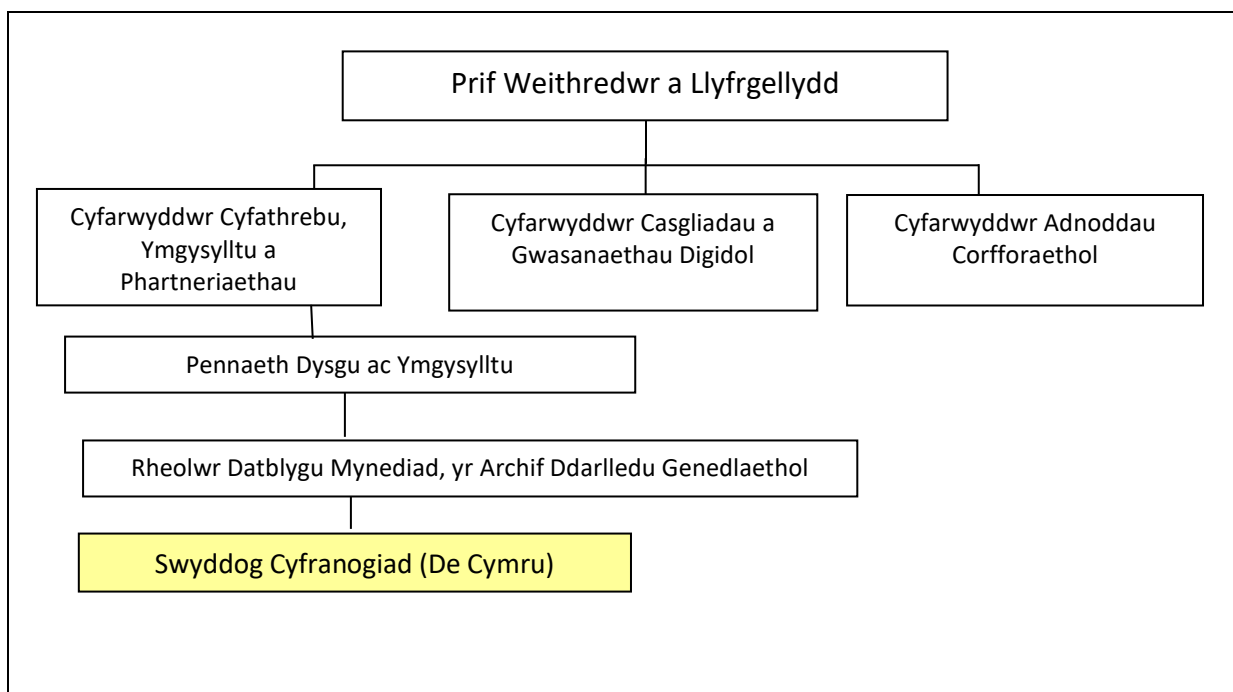 Prif Weithredwr a Llyfrgellydd
Cyfarwyddwr Cyfathrebu,
Ymgysylltu a
Phartneriaethau
Cyfarwyddwr Casgliadau a
Gwasanaethau Digidol
Cyfarwyddwr Adnoddau
Corfforaethol
Pennaeth Dysgu ac Ymgysylltu
Rheolwr Datblygu Mynediad, yr Archif Ddarlledu Genedlaethol
Swyddog Cyfranogiad (De Cymru)